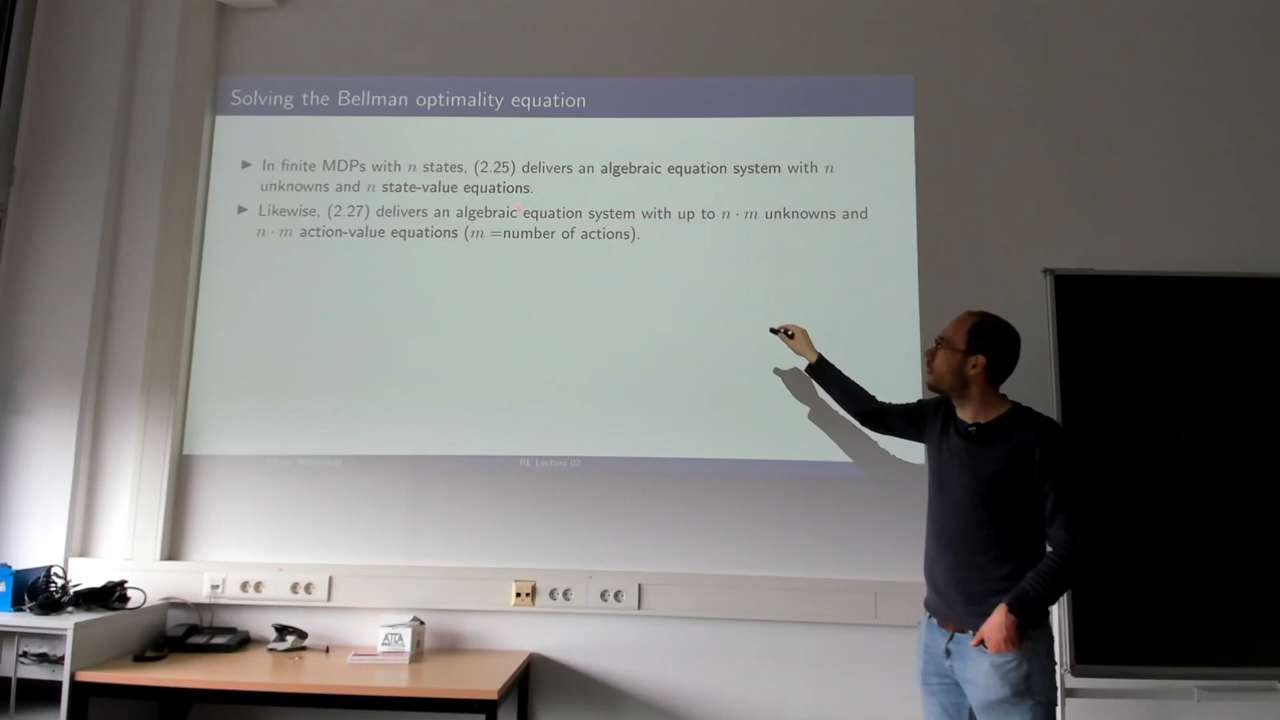 Solving the Bellman optimality equation
▶ In finite MDPs with n states, (2.25) delivers an algebraic equation system with n
unknowns and n state-value equations.
▶ Likewise, (2.27) delivers an algebraic equation system with up to n · m unknowns and
n · m action-value equations (m =number of actions).
RL Lecture 02
ATLA